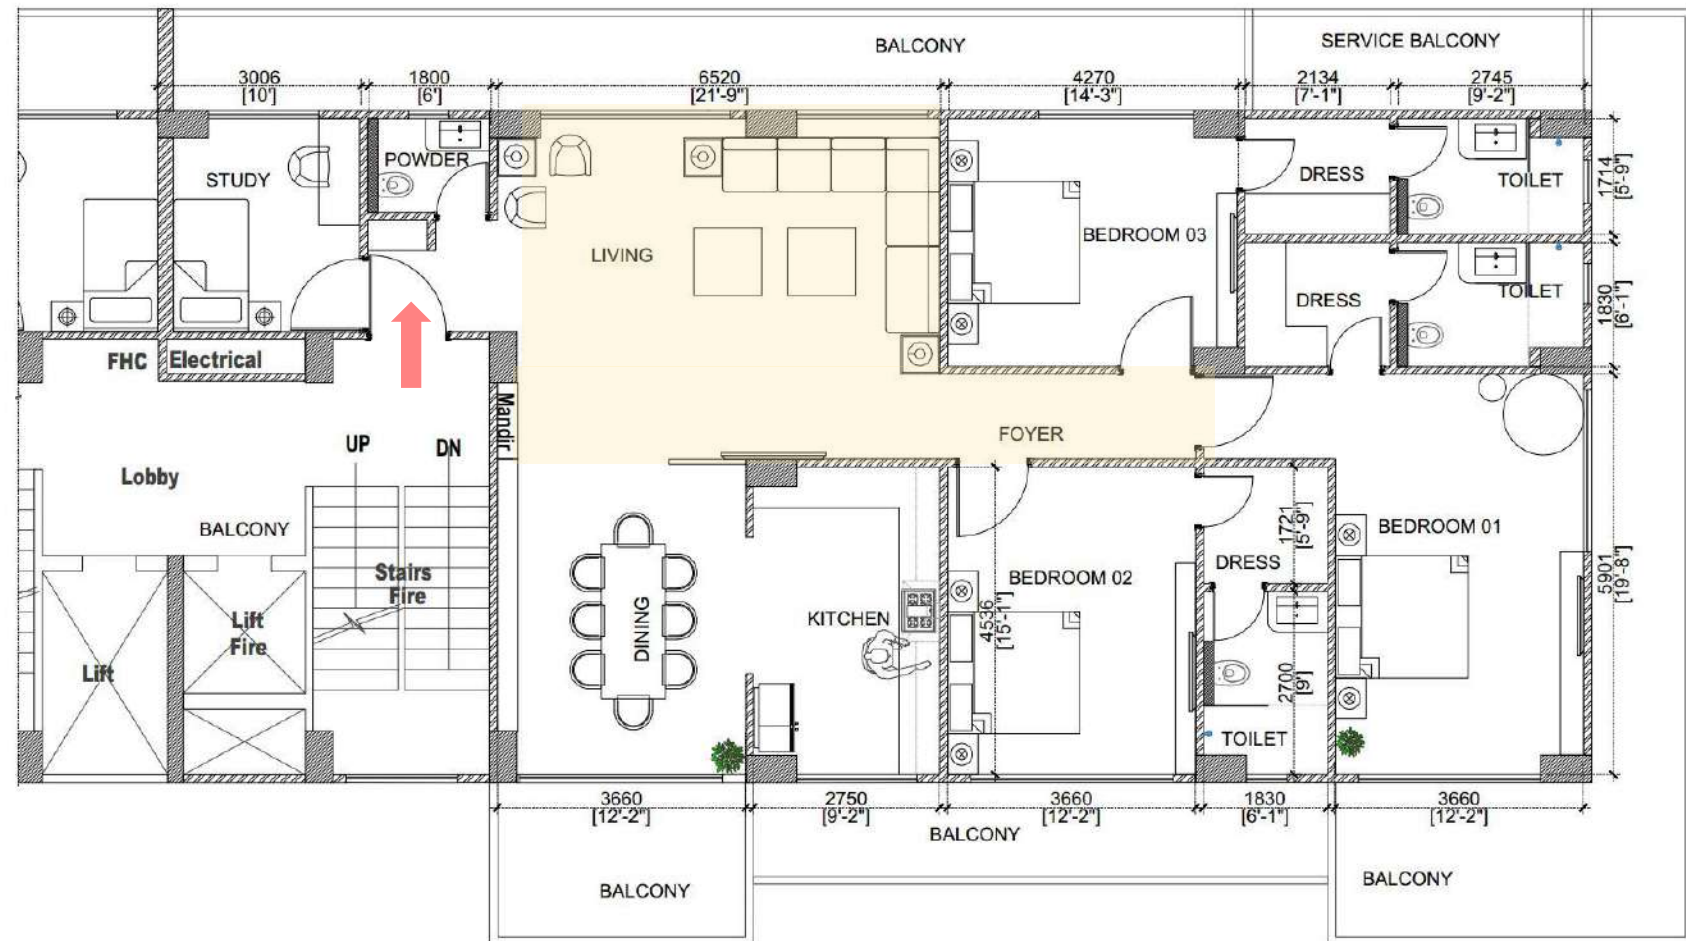 BALCONY
SERVICE BALCONY
3006
[10']
1800
[6']
6520
[21'-9"]
4270
[14'-3"]
2134
[7'-1"]
2745
[9'-2"]
STUDY
POWDER
LIVING
BEDROOM 03
DRESS
TOILET
1714
[5'-9"]
DRESS
TOILET
1830
[6'-1"]
FHC
Electrical
Mandir
FOYER
UP
DN
Lobby
BALCONY
Stairs
Fire
Lift
Fire
Lift
DINING
KITCHEN
BEDROOM 02
4536
[15'-1"]
1721
[5'-9"]
DRESS
2700
[9']
TOILET
BEDROOM 01
5901
[19'-8"]
3660
[12'-2"]
2750
[9'-2"]
3660
[12'-2"]
1830
[6'-1"]
3660
[12'-2"]
BALCONY
BALCONY
BALCONY